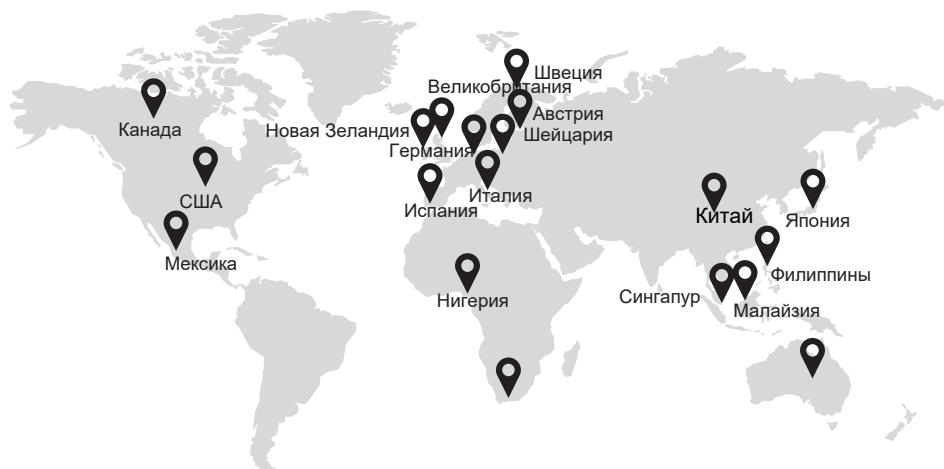 Швеция
Великобритания
Австрия
Канада
Новая Зеландия
Шейцария
Германия
Италия
США
Испания
Китай
Япония
Мексика
Филиппины
Сингапур
Нигерия
Малайзия